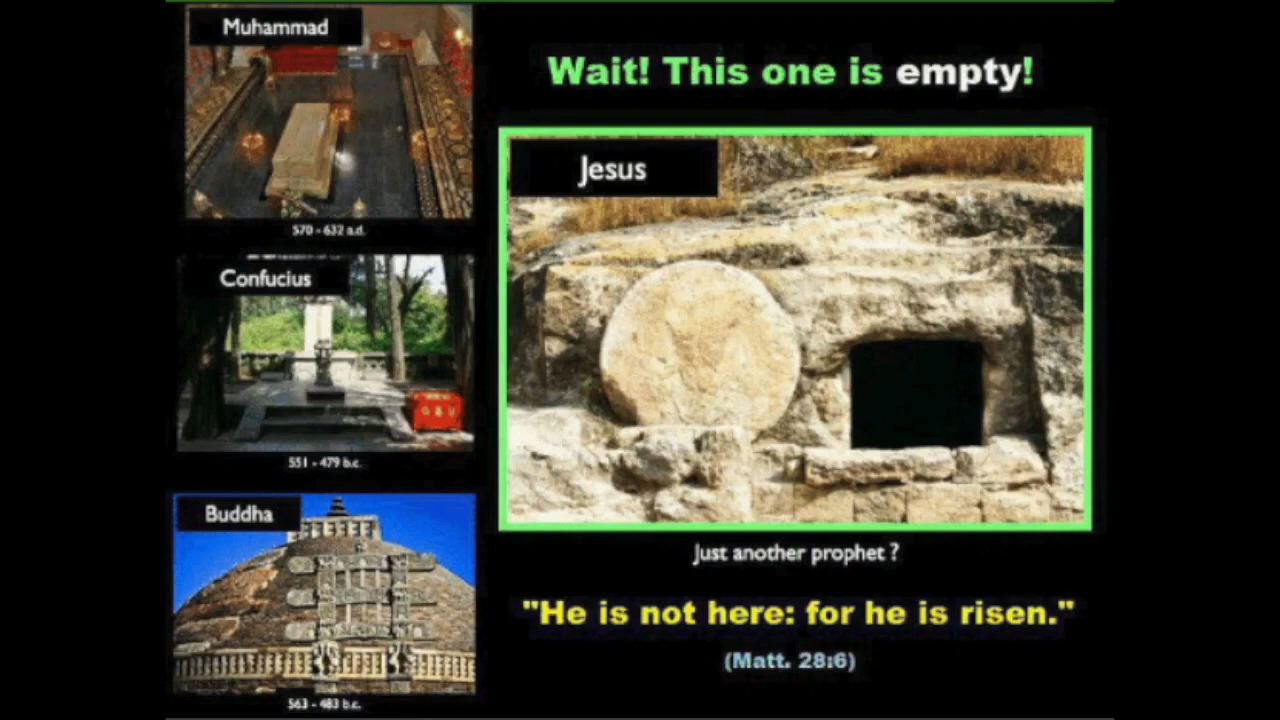 Muhammad
570 - 632 a.d.
Confucius
551 - 479 b.c.
Buddha
563 - 483 b.c.
Wait! This one is empty!
Jesus
Just another prophet ?
"He is not here: for he is risen."
(Matt. 28:6)